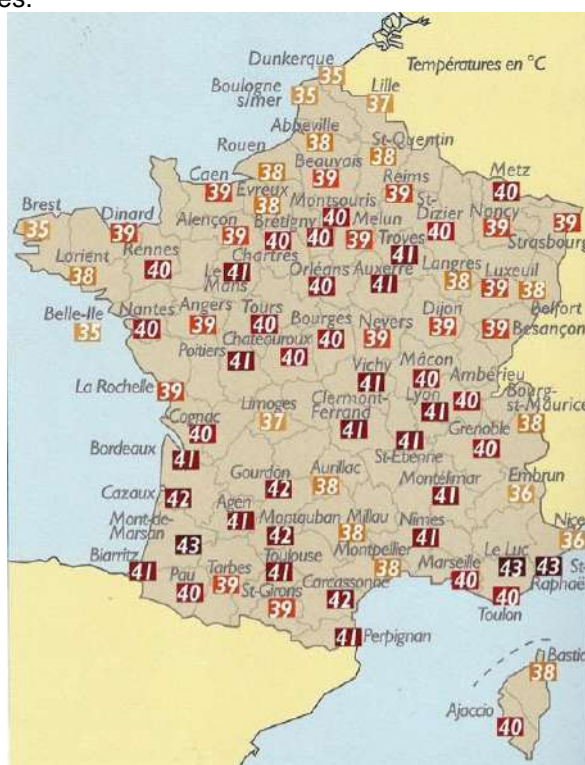 es.
Températures en °C
Dunkerque
35
Boulogne
s/mer
35
Lille
37
Abbeville
38
St-Quentin
38
Rouen
38
Beauvais
39
Reims
39
Metz
40
Caen
39
Evreux
38
Montsouris
40
St-
Dizier
40
Nancy
39
Strasbourg
39
Brest
35
Dinard
39
Alençon
39
Brétigny
40
Melun
39
Troyes
41
Lorient
38
Rennes
40
Chartres
40
Le
Mans
41
Orléans
40
Auxerre
41
Langres
38
Luxeuil
39
38
Belfort
Belle-Ile
35
Nantes
40
Angers
39
Tours
40
Bourges
40
Nevers
39
Dijon
39
Besançon
39
Châteauroux
40
Poitiers
41
Vichy
41
Mâcon
40
Ambérieu
40
Bourg-
st-Maurice
38
La Rochelle
39
Limoges
37
Clermont-
Ferrand
41
Lyon
41
Cognac
40
St-Etienne
41
Grenoble
40
Bordeaux
41
Gourdon
42
Aurillac
38
Montélimar
41
Embrun
36
Cazaux
42
Agen
41
Montauban
42
Millau
38
Nîmes
41
Nice
36
Mont-de-
Marsan
43
Biarritz
41
Pau
40
Tarbes
39
Toulouse
41
Montpellier
38
Marseille
40
Le Luc
43
43
St-
Raphaë
St-Girons
39
Carcassonne
42
Toulon
40
41
Perpignan
Bastia
38
Ajaccio
40